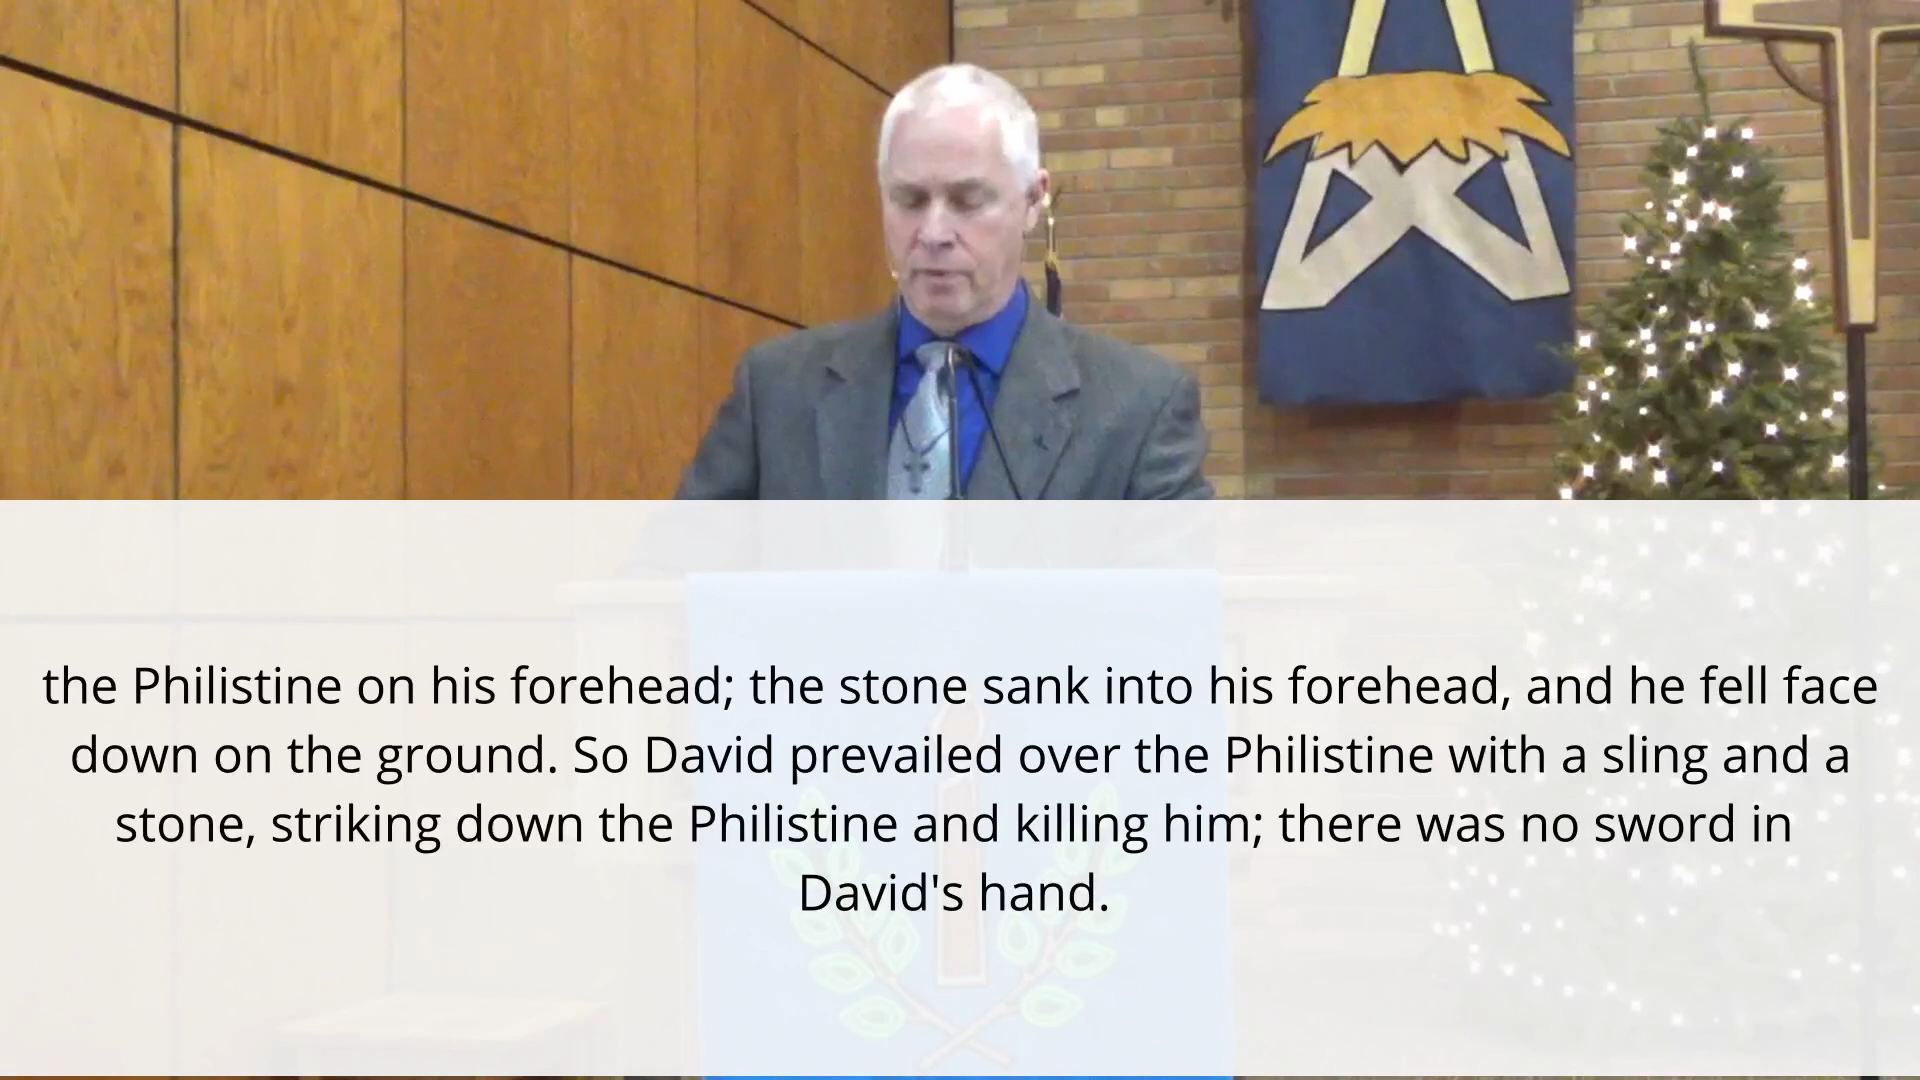 the Philistine on his forehead; the stone sank into his forehead, and he fell face
down on the ground. So David prevailed over the Philistine with a sling and a
stone, striking down the Philistine and killing him; there was no sword in
David's hand.